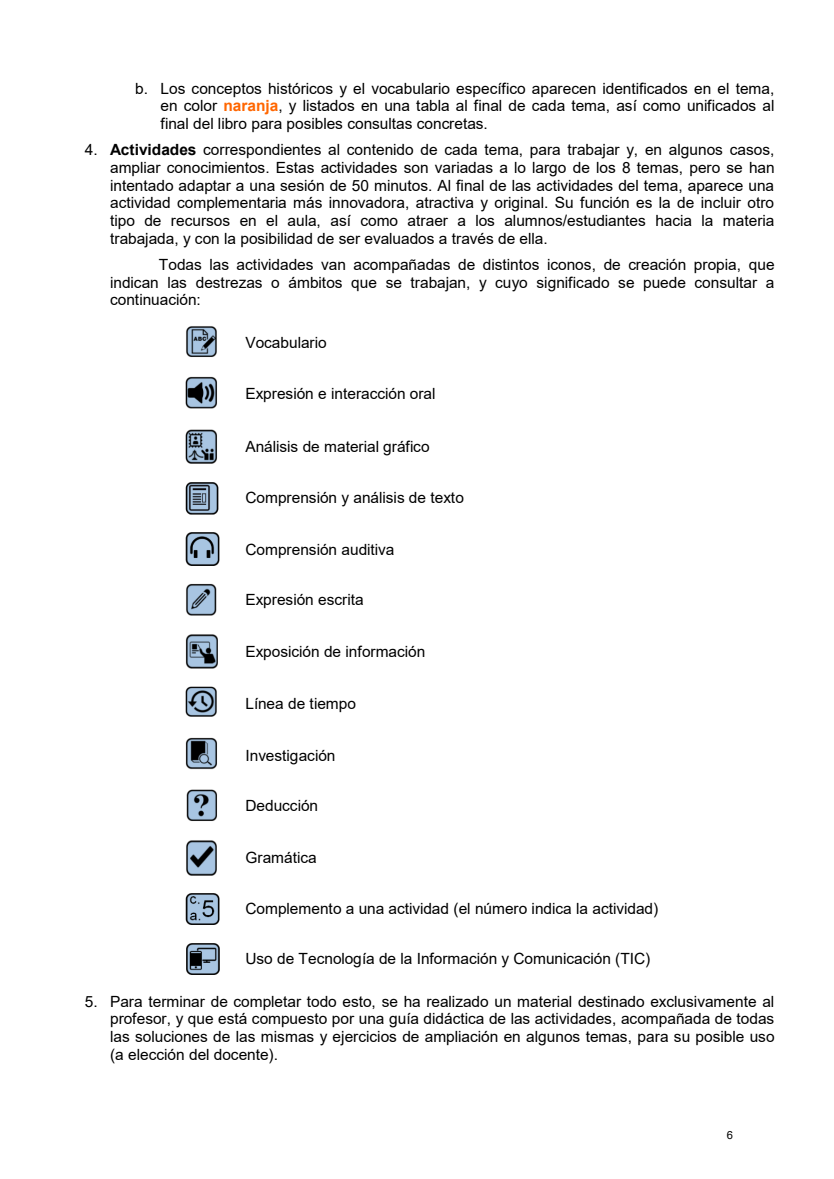 b. Los conceptos históricos y el vocabulario específico aparecen identificados en el tema,
en color naranja, y listados en una tabla al final de cada tema, así como unificados al
final del libro para posibles consultas concretas.
4. Actividades correspondientes al contenido de cada tema, para trabajar y, en algunos casos,
ampliar conocimientos. Estas actividades son variadas a lo largo de los 8 temas, pero se han
intentado adaptar a una sesión de 50 minutos. Al final de las actividades del tema, aparece una
actividad complementaria más innovadora, atractiva y original. Su función es la de incluir otro
tipo de recursos en el aula, así como atraer a los alumnos/estudiantes hacia la materia
trabajada, y con la posibilidad de ser evaluados a través de ella.
Todas las actividades van acompañadas de distintos iconos, de creación propia, que
indican las destrezas o ámbitos que se trabajan, y cuyo significado se puede consultar a
continuación:
ABC Vocabulario
Expresión e interacción oral
Análisis de material gráfico
Comprensión y análisis de texto
Comprensión auditiva
Expresión escrita
Exposición de información
Línea de tiempo
Investigación
? Deducción
Gramática
c.a.5 Complemento a una actividad (el número indica la actividad)
Uso de Tecnología de la Información y Comunicación (TIC)
5. Para terminar de completar todo esto, se ha realizado un material destinado exclusivamente al
profesor, y que está compuesto por una guía didáctica de las actividades, acompañada de todas
las soluciones de las mismas y ejercicios de ampliación en algunos temas, para su posible uso
(a elección del docente).
6